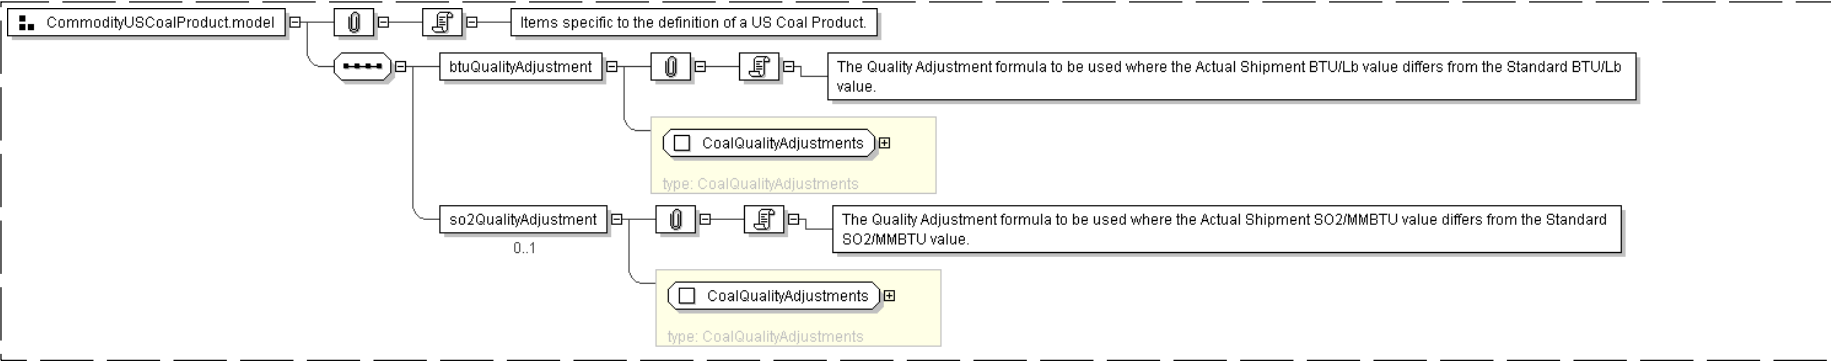 CommodityUSCoalProduct.model
Items specific to the definition of a US Coal Product.
btuQualityAdjustment
The Quality Adjustment formula to be used where the Actual Shipment BTU/Lb value differs from the Standard BTU/Lb
value.
CoalQualityAdjustments
type: CoalQualityAdjustments
so2QualityAdjustment
0..1
The Quality Adjustment formula to be used where the Actual Shipment SO2/MMBTU value differs from the Standard
SO2/MMBTU value.
CoalQualityAdjustments
type: CoalQualityAdjustments